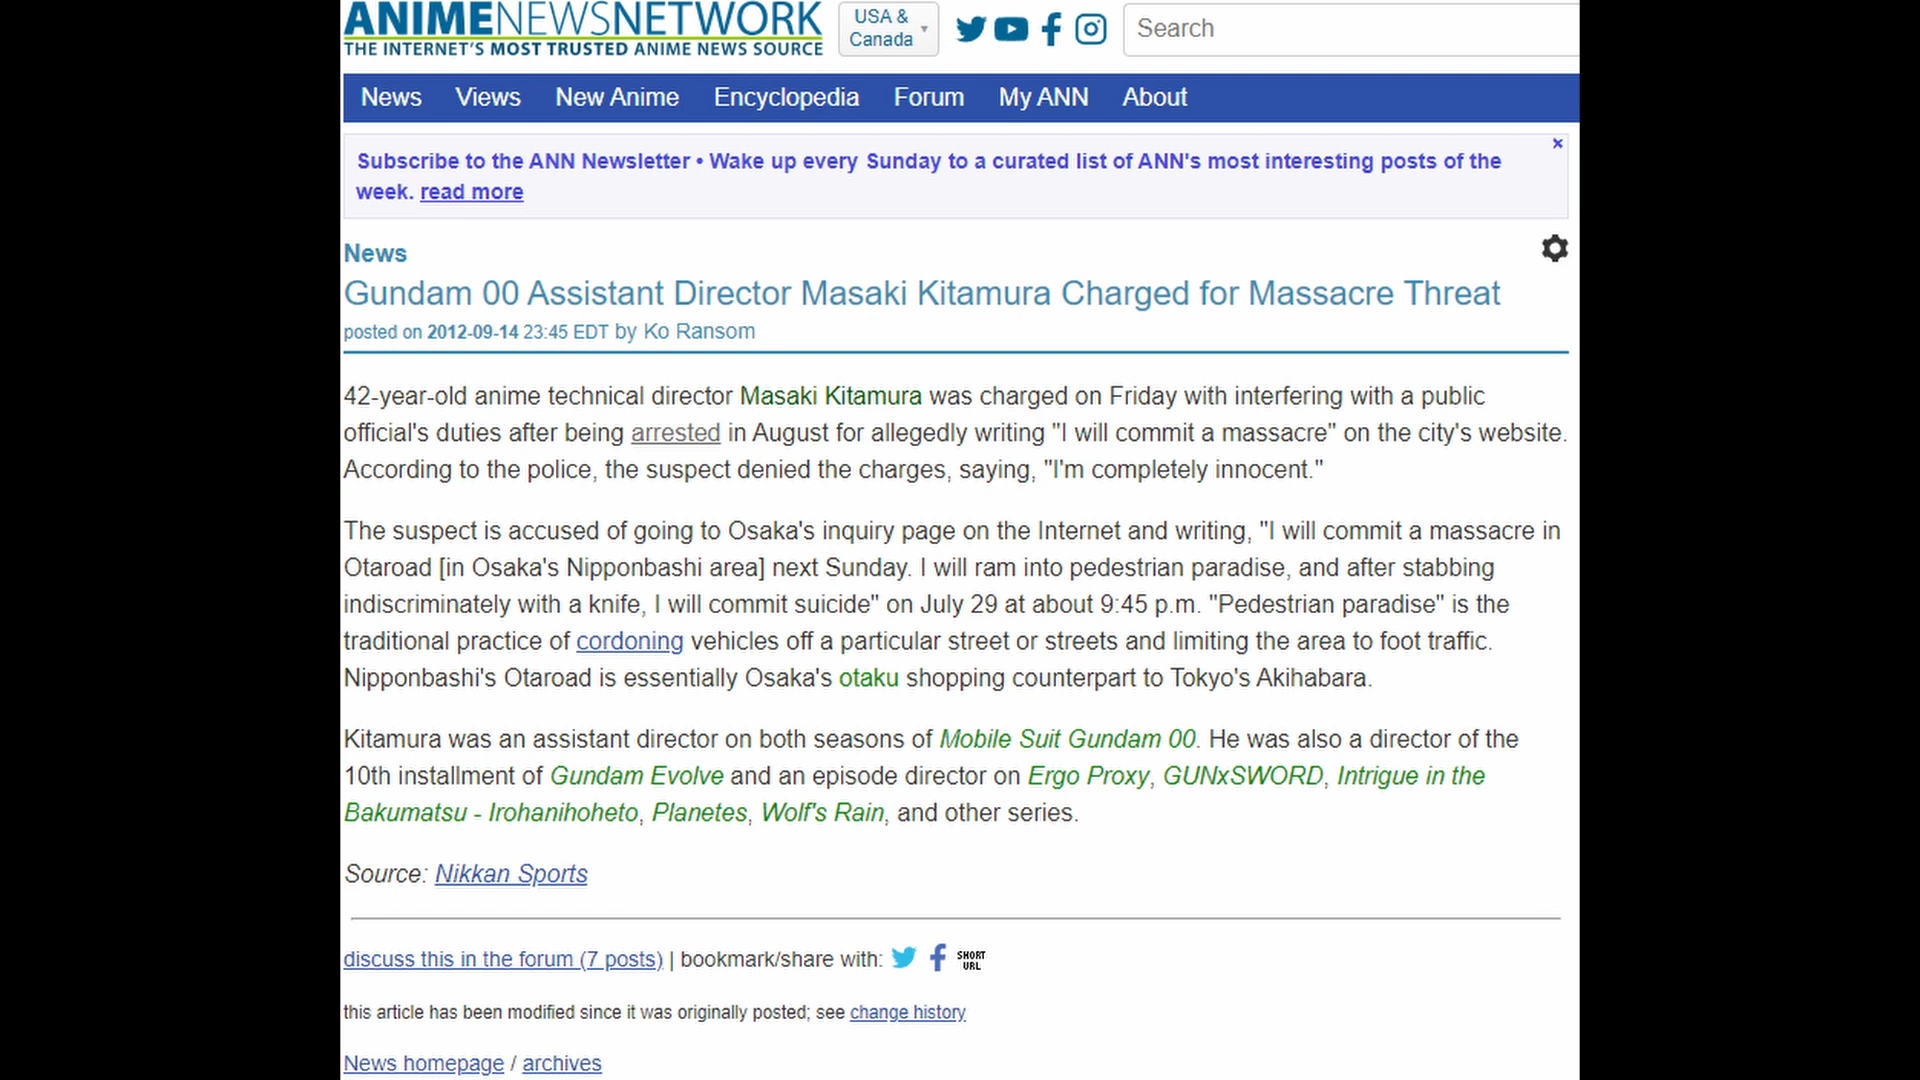 ANIMENEWSNETWORK
THE INTERNET'S MOST TRUSTED ANIME NEWS SOURCE
USA &
Canada
Search
News Views New Anime Encyclopedia Forum My ANN About
Subscribe to the ANN Newsletter • Wake up every Sunday to a curated list of ANN's most interesting posts of the
week. read more
×
News
Gundam 00 Assistant Director Masaki Kitamura Charged for Massacre Threat
posted on 2012-09-14 23:45 EDT by Ko Ransom
42-year-old anime technical director Masaki Kitamura was charged on Friday with interfering with a public
official's duties after being arrested in August for allegedly writing "I will commit a massacre" on the city's website.
According to the police, the suspect denied the charges, saying, "I'm completely innocent."
The suspect is accused of going to Osaka's inquiry page on the Internet and writing, "I will commit a massacre in
Otaroad [in Osaka's Nipponbashi area] next Sunday. I will ram into pedestrian paradise, and after stabbing
indiscriminately with a knife, I will commit suicide" on July 29 at about 9:45 p.m. "Pedestrian paradise" is the
traditional practice of cordoning vehicles off a particular street or streets and limiting the area to foot traffic.
Nipponbashi's Otaroad is essentially Osaka's otaku shopping counterpart to Tokyo's Akihabara.
Kitamura was an assistant director on both seasons of Mobile Suit Gundam 00. He was also a director of the
10th installment of Gundam Evolve and an episode director on Ergo Proxy, GUNxSWORD, Intrigue in the
Bakumatsu - Irohanihoheto, Planetes, Wolf's Rain, and other series.
Source: Nikkan Sports
discuss this in the forum (7 posts) | bookmark/share with: SHORT URL
this article has been modified since it was originally posted; see change history
News homepage / archives